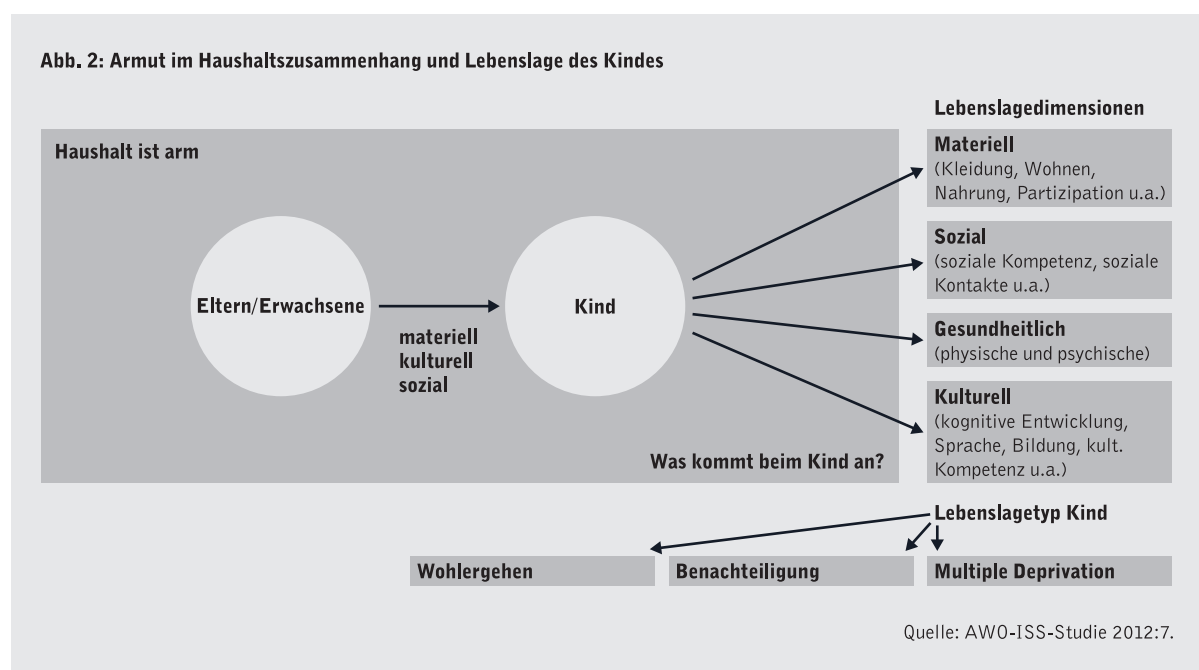 Abb. 2: Armut im Haushaltszusammenhang und Lebenslage des Kindes
Lebenslagedimensionen
Haushalt ist arm
Eltern/Erwachsene
materiell
kulturell
sozial
Kind
Was kommt beim Kind an?
Materiell
(Kleidung, Wohnen,
Nahrung, Partizipation u.a.)
Sozial
(soziale Kompetenz, soziale
Kontakte u.a.)
Gesundheitlich
(physische und psychische)
Kulturell
(kognitive Entwicklung,
Sprache, Bildung, kult.
Kompetenz u.a.)
Lebenslagetyp Kind
Wohlergehen
Benachteiligung
Multiple Deprivation
Quelle: AWO-ISS-Studie 2012:7.